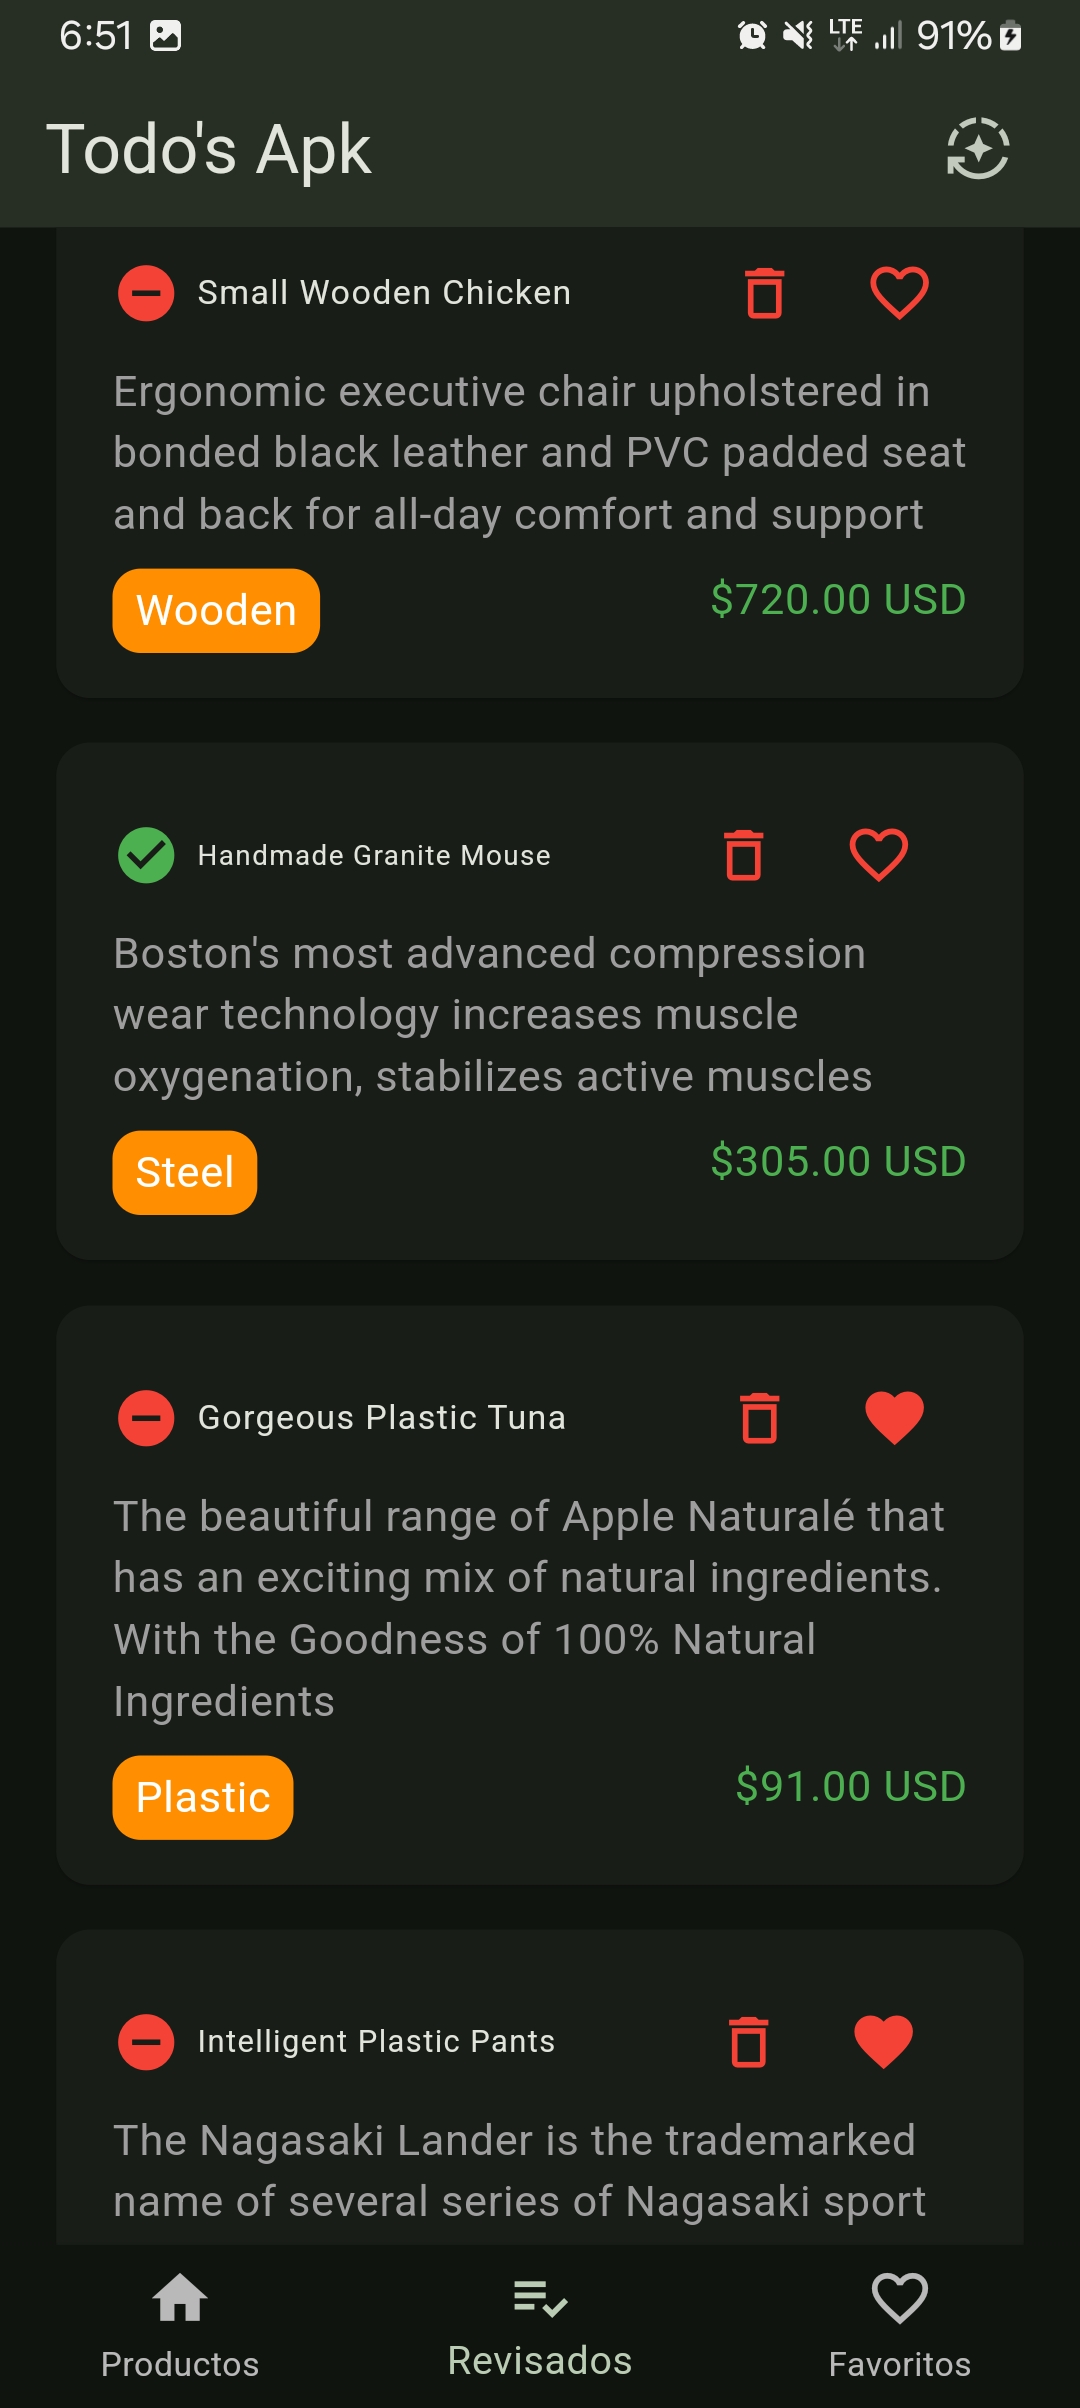 6:51
LTE 91%
Todo's Apk
Small Wooden Chicken
Ergonomic executive chair upholstered in
bonded black leather and PVC padded seat
and back for all-day comfort and support
Wooden
$720.00 USD
Handmade Granite Mouse
Boston's most advanced compression
wear technology increases muscle
oxygenation, stabilizes active muscles
Steel
$305.00 USD
Gorgeous Plastic Tuna
The beautiful range of Apple Naturalé that
has an exciting mix of natural ingredients.
With the Goodness of 100% Natural
Ingredients
Plastic
$91.00 USD
Intelligent Plastic Pants
The Nagasaki Lander is the trademarked
name of several series of Nagasaki sport
Productos
Revisados
Favoritos